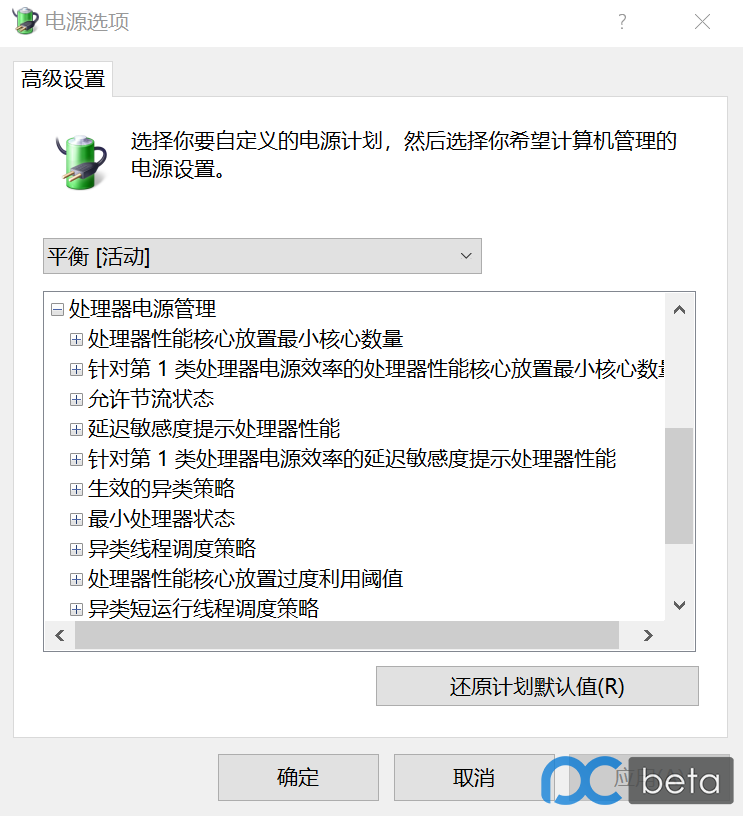 电源选项
高级设置
选择你要自定义的电源计划，然后选择你希望计算机管理的
电源设置。
平衡 [活动]
处理器电源管理
处理器性能核心放置最小核心数量
针对第 1 类处理器电源效率的处理器性能核心放置最小核心数量
允许节流状态
延迟敏感度提示处理器性能
针对第 1 类处理器电源效率的延迟敏感度提示处理器性能
生效的异类策略
最小处理器状态
异类线程调度策略
处理器性能核心放置过度利用阈值
异类短运行线程调度策略
还原计划默认值(R)
确定
取消
pcbeta